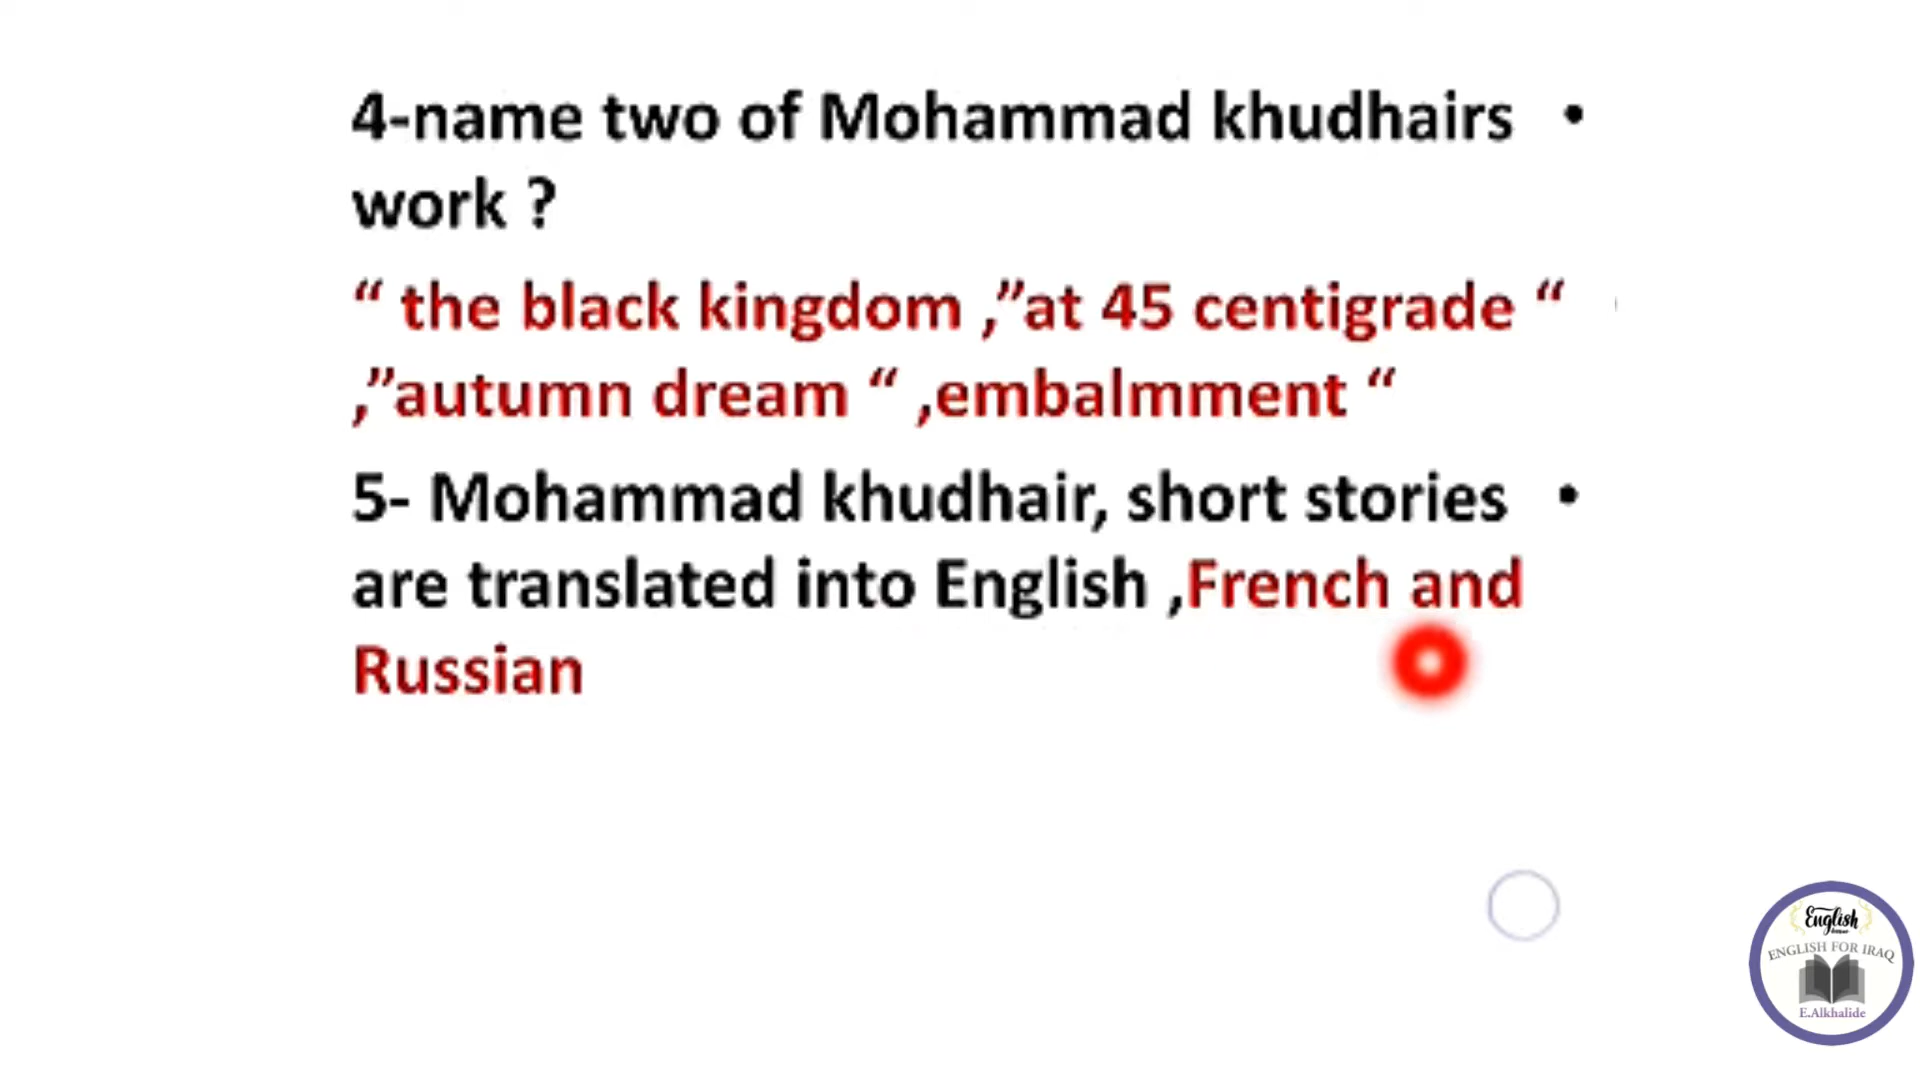 4-name two of Mohammad khudhairs •
work ?
“ the black kingdom ,”at 45 centigrade “
,”autumn dream “ ,embalmment “
5- Mohammad khudhair, short stories •
are translated into English ,French and
Russian
English
ENGLISH FOR IRAQ
E.Alkhalide